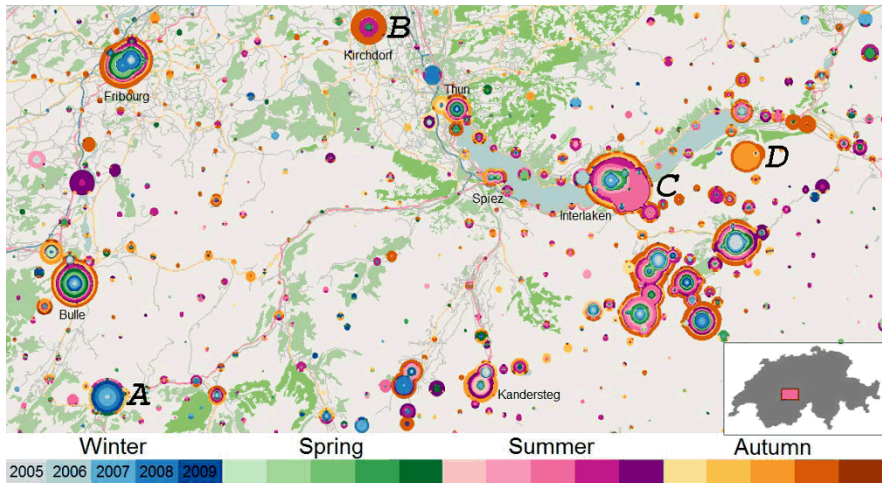 B
Kirchdorf
Fribourg
Thun
D
C
Spiez
Interlaken
Bulle
A
Kandersteg
Winter Spring Summer Autumn
2005 2006 2007 2008 2009